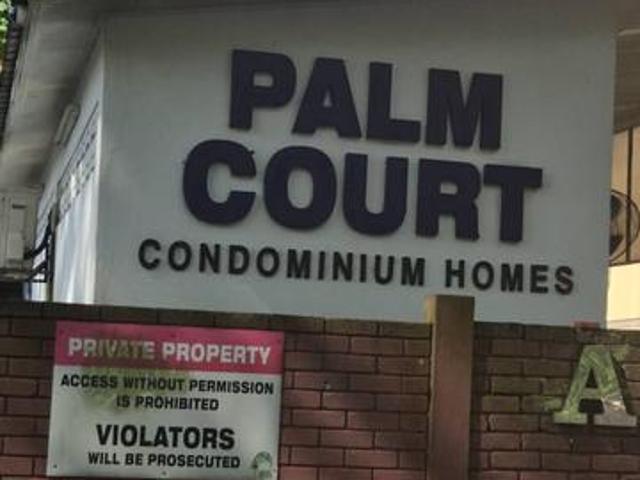 PALM
COURT
CONDOMINIUM HOMES
PRIVATE PROPERTY
ACCESS WITHOUT PERMISSION
IS PROHIBITED
VIOLATORS
WILL BE PROSECUTED
A